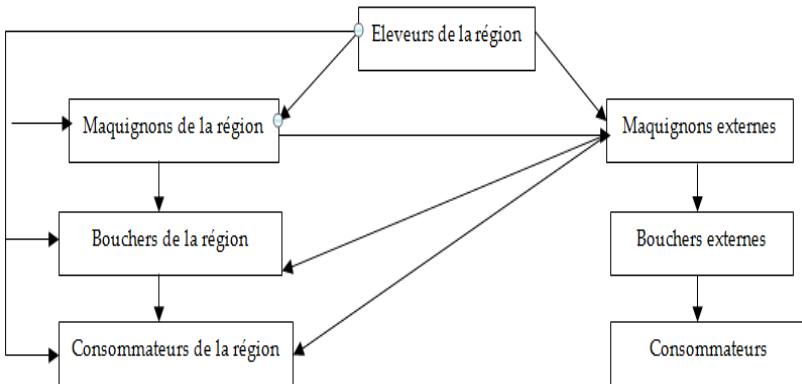 Eleveurs de la région
Maquignons de la région
Maquignons externes
Bouchers de la région
Bouchers externes
Consommateurs de la région
Consommateurs